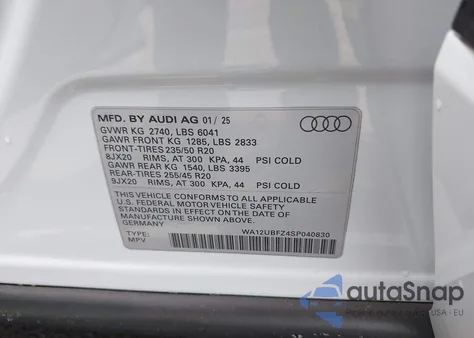 MFD. BY AUDI AG 01 / 25
GVWR KG 2740, LBS 6041
GAWR FRONT KG 1285, LBS 2833
FRONT-TIRES 235/50 R20
8JX20 RIMS, AT 300 KPA, 44 PSI COLD
GAWR REAR KG 1540, LBS 3395
REAR-TIRES 255/45 R20
9JX20 RIMS, AT 300 KPA, 44 PSI COLD
THIS VEHICLE CONFORMS TO ALL APPLICABLE
U.S. FEDERAL MOTOR VEHICLE SAFETY
STANDARDS IN EFFECT ON THE DATE OF
MANUFACTURE SHOWN ABOVE.
GERMANY
TYPE:
MPV
WA12UBFZ4SP040830
autoSnap